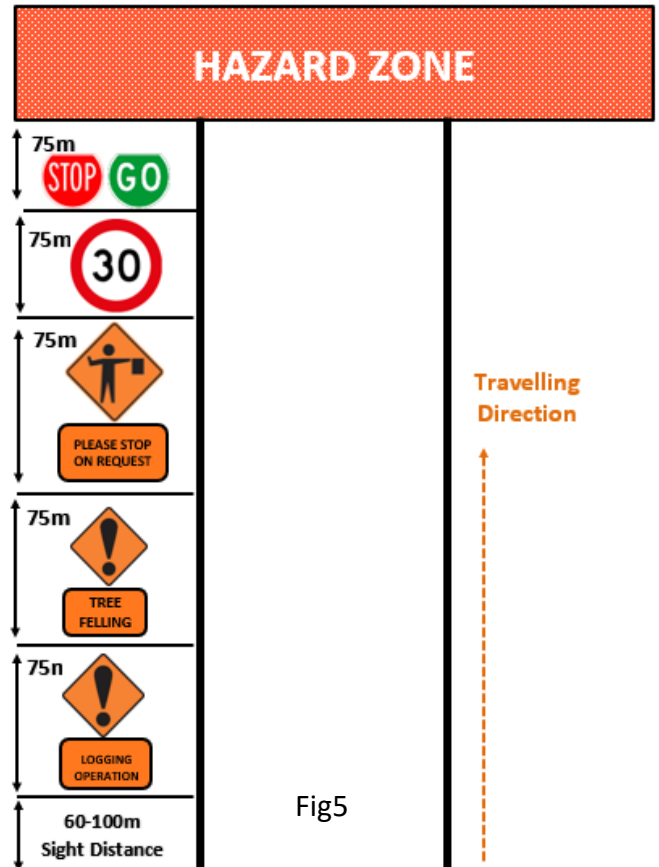 HAZARD ZONE
75m
STOP GO
75m
30
75m
PLEASE STOP
ON REQUEST
Travelling
Direction
75m
TREE
FELLING
75n
LOGGING
OPERATION
60-100m
Sight Distance
Fig5